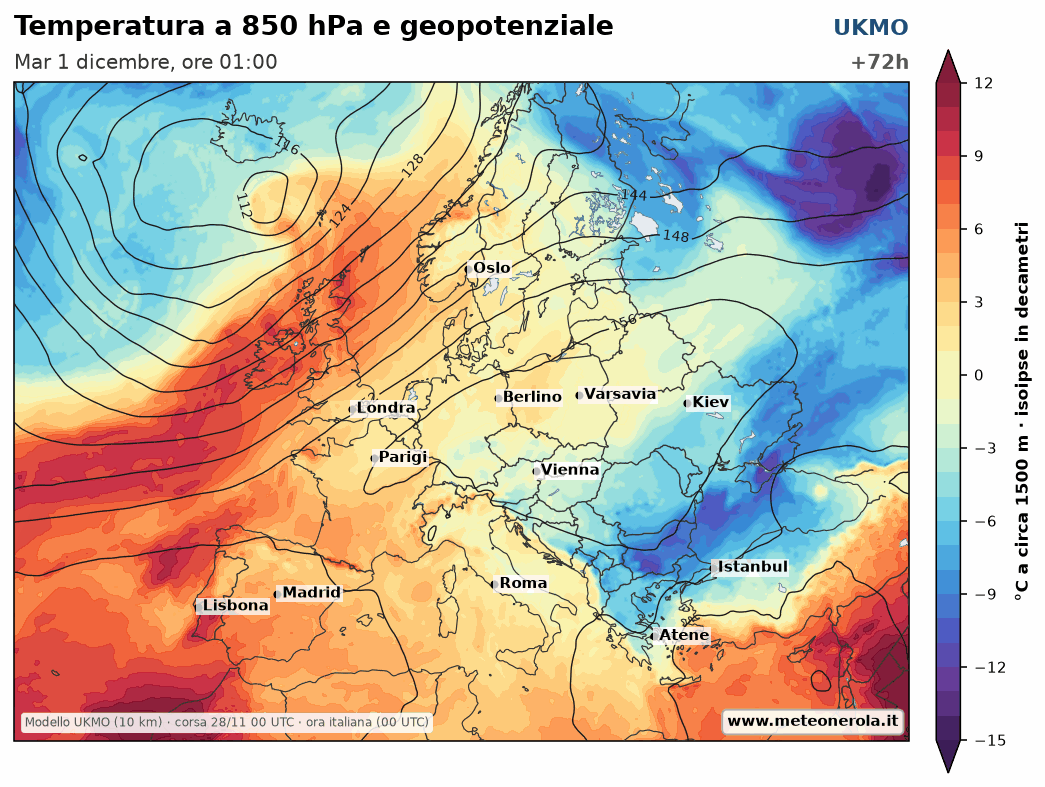 Temperatura a 850 hPa e geopotenziale
UKMO
Mar 1 dicembre, ore 01:00
+72h
116
112
128
124
144
148
156
Oslo
Londra
Berlino
Varsavia
Kiev
Parigi
Vienna
Roma
Istanbul
Madrid
Lisbona
Atene
Modello UKMO (10 km) · corsa 28/11 00 UTC · ora italiana (00 UTC)
www.meteonerola.it
12
9
6
3
0
−3
−6
−9
−12
−15
°C a circa 1500 m · isoipse in decametri